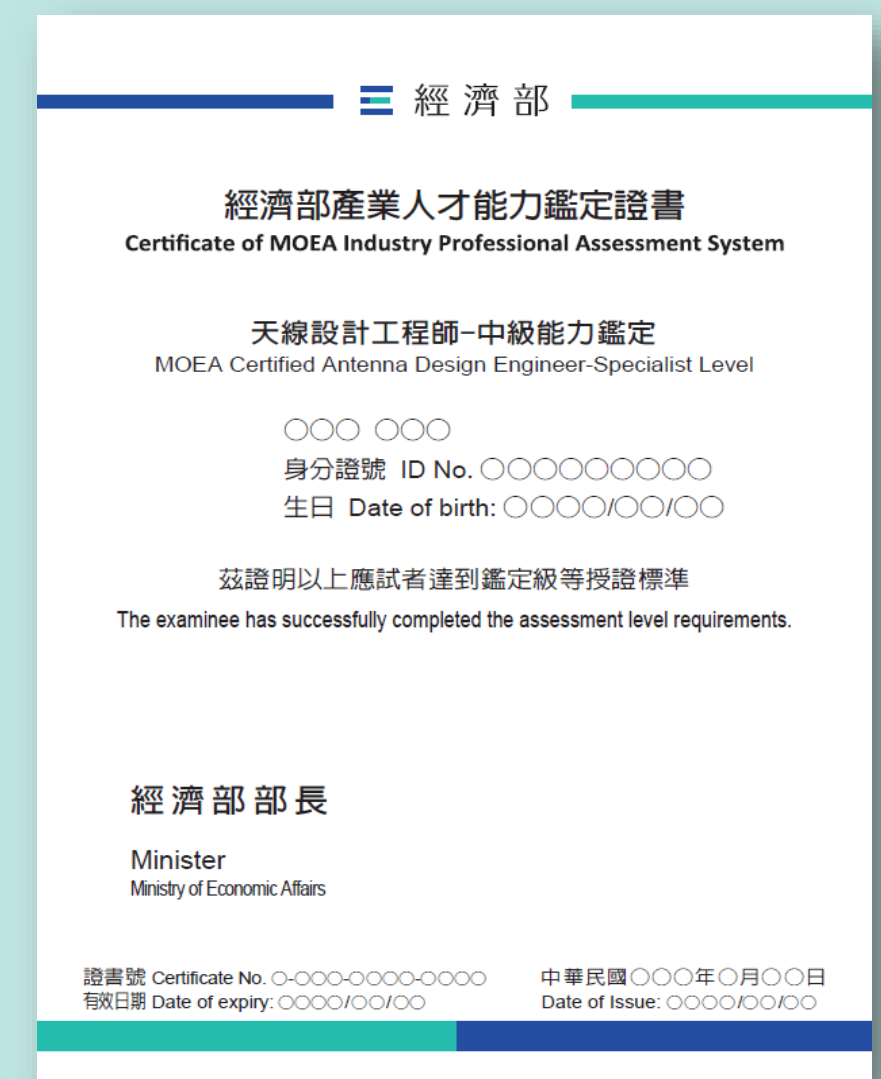 經濟部
經濟部產業人才能力鑑定證書
Certificate of MOEA Industry Professional Assessment System
天線設計工程師-中級能力鑑定
MOEA Certified Antenna Design Engineer-Specialist Level
○○○ ○○○
身分證號 ID No. ○○○○○○○○○
生日 Date of birth: ○○○○/○○/○○
茲證明以上應試者達到鑑定級等授證標準
The examinee has successfully completed the assessment level requirements.
經濟部部長
Minister
Ministry of Economic Affairs
證書號 Certificate No. ○-○○○-○○○○-○○○○
中華民國○○○年○月○○日
有效日期 Date of expiry: ○○○○/○○/○○
Date of Issue: ○○○○/○○/○○